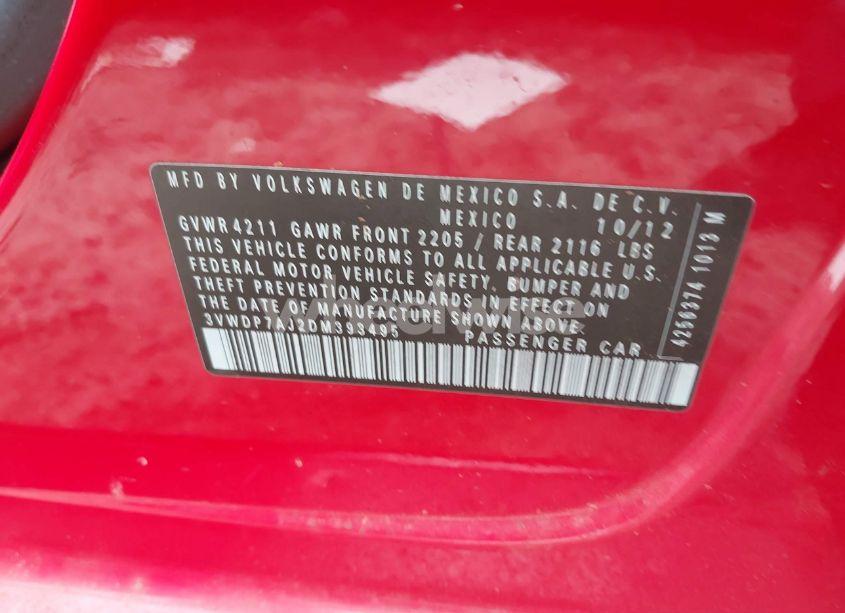 MFD BY VOLKSWAGEN DE MEXICO S.A. DE C.V.
MEXICO 10/12
GVWR 4211 GAWR FRONT 2205 / REAR 2116 LBS
THIS VEHICLE CONFORMS TO ALL APPLICABLE U.S.
FEDERAL MOTOR VEHICLE SAFETY, BUMPER AND
THEFT PREVENTION STANDARDS IN EFFECT ON
THE DATE OF MANUFACTURE SHOWN ABOVE.
3VWDP7AJ2DM393495 PASSENGER CAR
4256974 1013 M